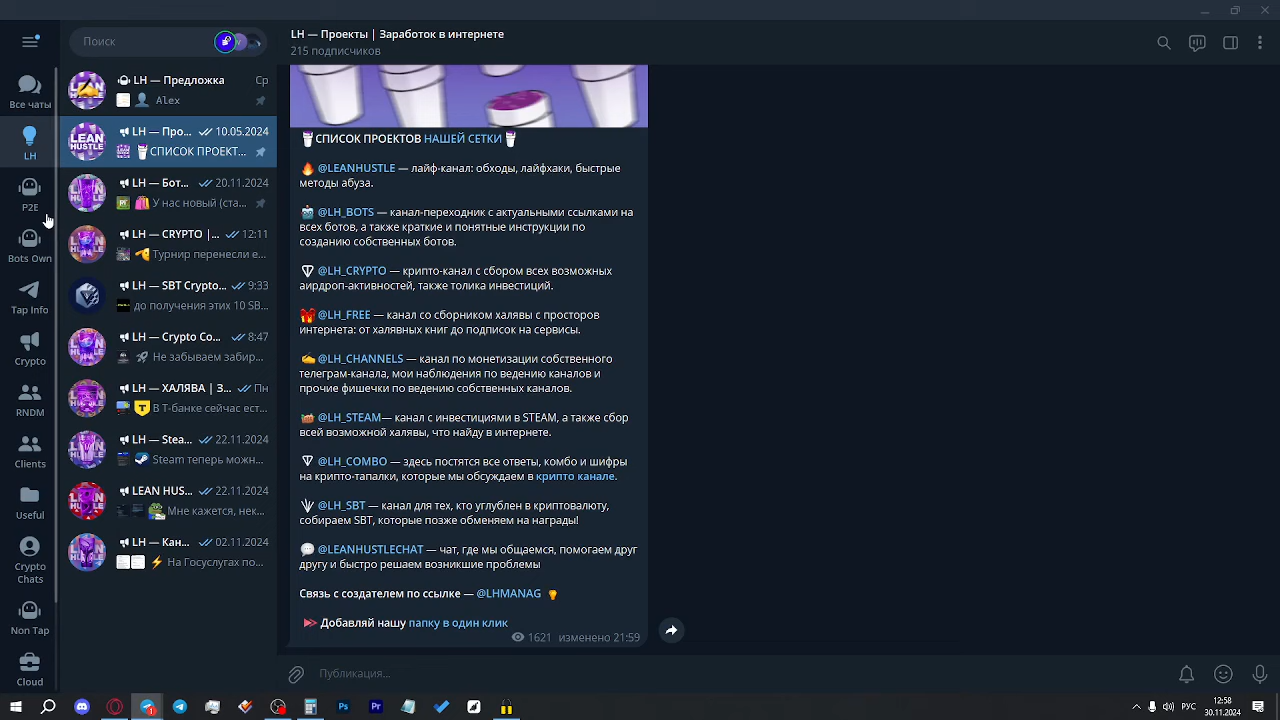 LH — Проекты | Заработок в интернете
215 подписчиков
Поиск
Все чаты
LH
P2E
Bots Own
Tap Info
Crypto
RNDM
Clients
Useful
Crypto
Chats
Non Tap
Cloud
LH — Предложка Ср
Alex
LH — Про... 10.05.2024
СПИСОК ПРОЕКТ...
LH — Бот... 20.11.2024
У нас новый (ста...
LH — CRYPTO |... 12:11
Турнир перенесли е...
LH — SBT Crypto... 9:33
до получения этих 10 SB...
LH — Crypto Co... 8:47
Не забываем забир...
LH — ХАЛЯВА | З... Пн
В Т-банке сейчас ест...
LH — Stea... 22.11.2024
Steam теперь можн...
LEAN HUS... 22.11.2024
Мне кажется, нек...
LH — Кан... 02.11.2024
На Госуслугах по...
СПИСОК ПРОЕКТОВ НАШЕЙ СЕТКИ
@LEANHUSTLE — лайф-канал: обходы, лайфхаки, быстрые
методы абуза.
@LH_BOTS — канал-переходник с актуальными ссылками на
всех ботов, а также краткие и понятные инструкции по
созданию собственных ботов.
@LH_CRYPTO — крипто-канал с сбором всех возможных
аирдроп-активностей, также толика инвестиций.
@LH_FREE — канал со сборником халявы с просторов
интернета: от халявных книг до подписок на сервисы.
@LH_CHANNELS — канал по монетизации собственного
телеграм-канала, мои наблюдения по ведению каналов и
прочие фишечки по ведению собственных каналов.
@LH_STEAM— канал с инвестициями в STEAM, а также сбор
всей возможной халявы, что найду в интернете.
@LH_COMBO — здесь постятся все ответы, комбо и шифры
на крипто-тапалки, которые мы обсуждаем в крипто канале.
@LH_SBT — канал для тех, кто углублен в криптовалюту,
собираем SBT, которые позже обменяем на награды!
@LEANHUSTLECHAT — чат, где мы общаемся, помогаем друг
другу и быстро решаем возникшие проблемы
Связь с создателем по ссылке — @LHMANAG
Добавляй нашу папку в один клик
1621 изменено 21:59
Публикация...
РУС
12:58
30.11.2024